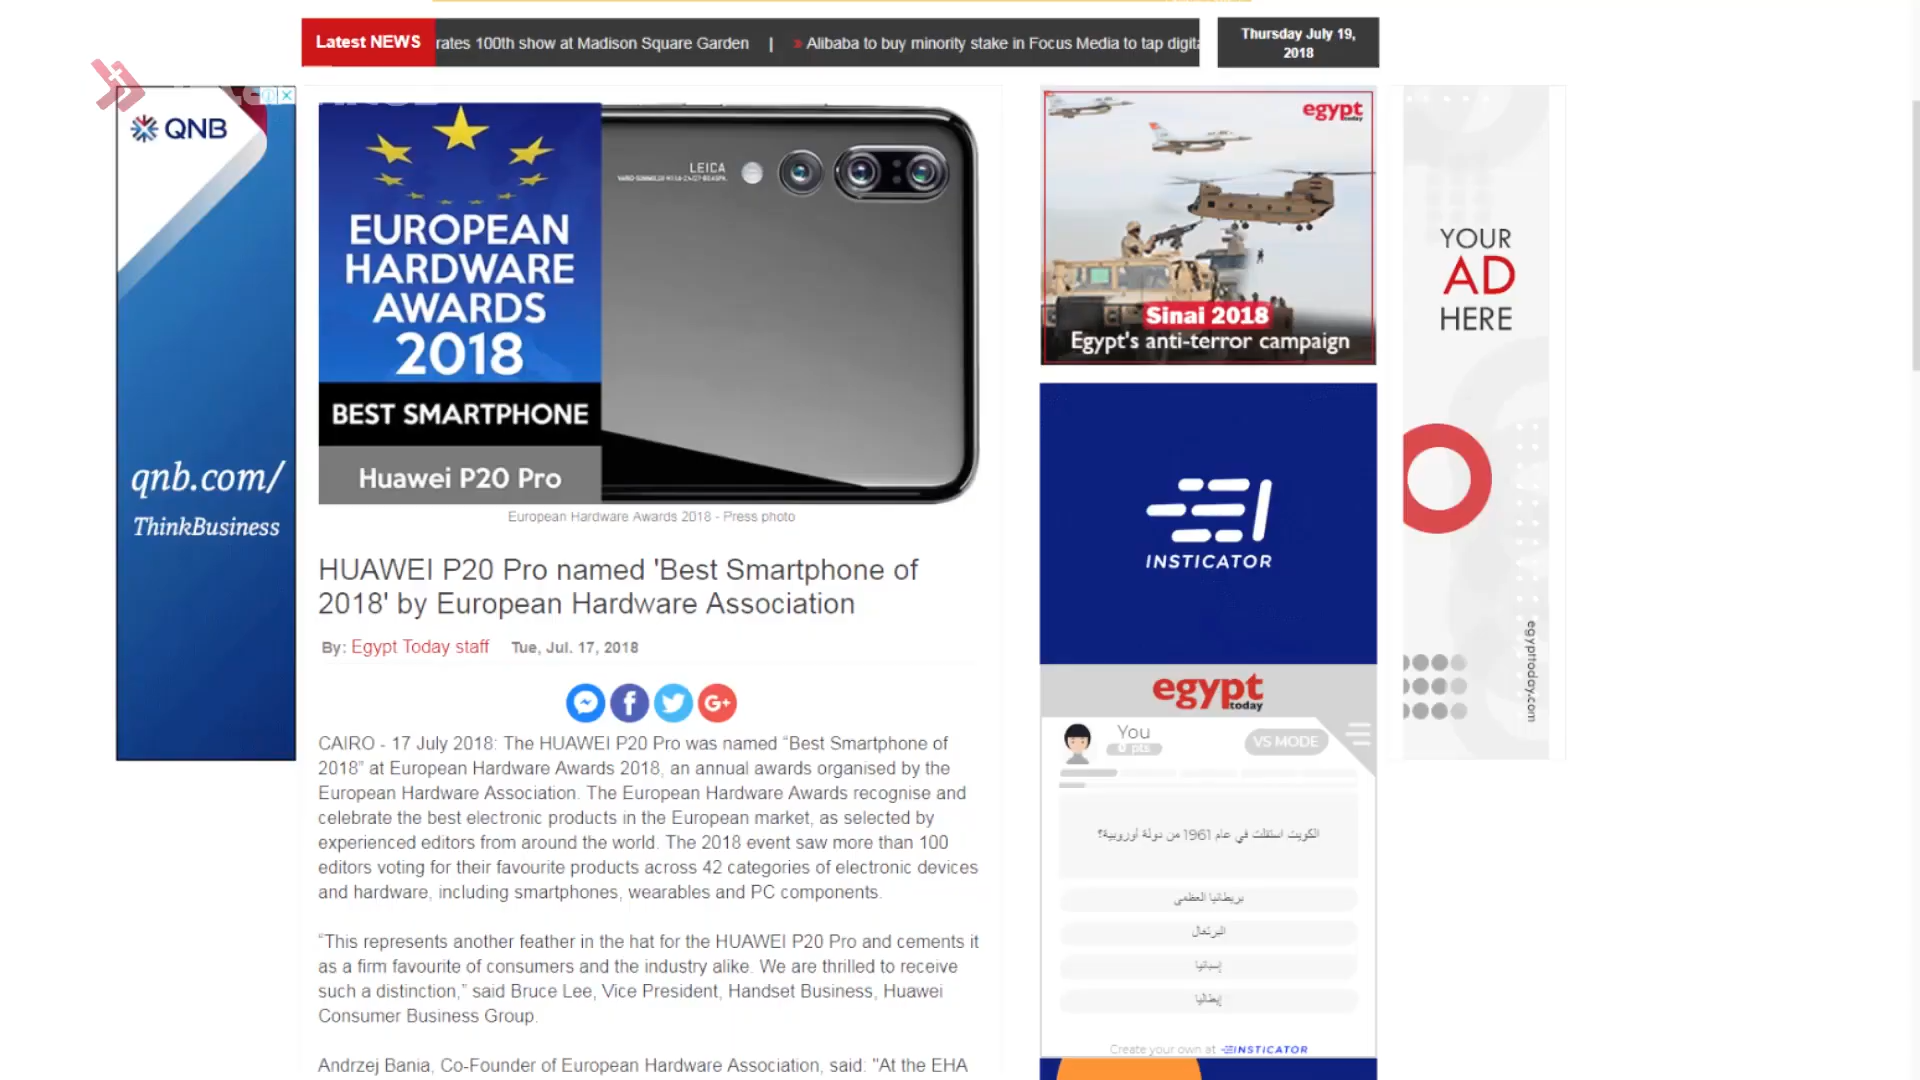 Latest NEWS
rates 100th show at Madison Square Garden | » Alibaba to buy minority stake in Focus Media to tap digita
Thursday July 19,
2018
QNB
qnb.com/
ThinkBusiness
EUROPEAN
HARDWARE
AWARDS
2018
BEST SMARTPHONE
Huawei P20 Pro
LEICA
European Hardware Awards 2018 - Press photo
HUAWEI P20 Pro named 'Best Smartphone of
2018' by European Hardware Association
By: Egypt Today staff Tue, Jul. 17, 2018
CAIRO - 17 July 2018: The HUAWEI P20 Pro was named “Best Smartphone of
2018” at European Hardware Awards 2018, an annual awards organised by the
European Hardware Association. The European Hardware Awards recognise and
celebrate the best electronic products in the European market, as selected by
experienced editors from around the world. The 2018 event saw more than 100
editors voting for their favourite products across 42 categories of electronic devices
and hardware, including smartphones, wearables and PC components.
“This represents another feather in the hat for the HUAWEI P20 Pro and cements it
as a firm favourite of consumers and the industry alike. We are thrilled to receive
such a distinction,” said Bruce Lee, Vice President, Handset Business, Huawei
Consumer Business Group.
Andrzej Bania, Co-Founder of European Hardware Association, said: "At the EHA
egypt
today
Sinai 2018
Egypt's anti-terror campaign
INSTICATOR
egypt
today
You
0 pts
VS MODE
الكويت استقلت في عام 1961 من دولة أوروبية؟
بريطانيا العظمى
البرتغال
إسبانيا
إيطاليا
Create your own at INSTICATOR
YOUR
AD
HERE
egypttoday.com